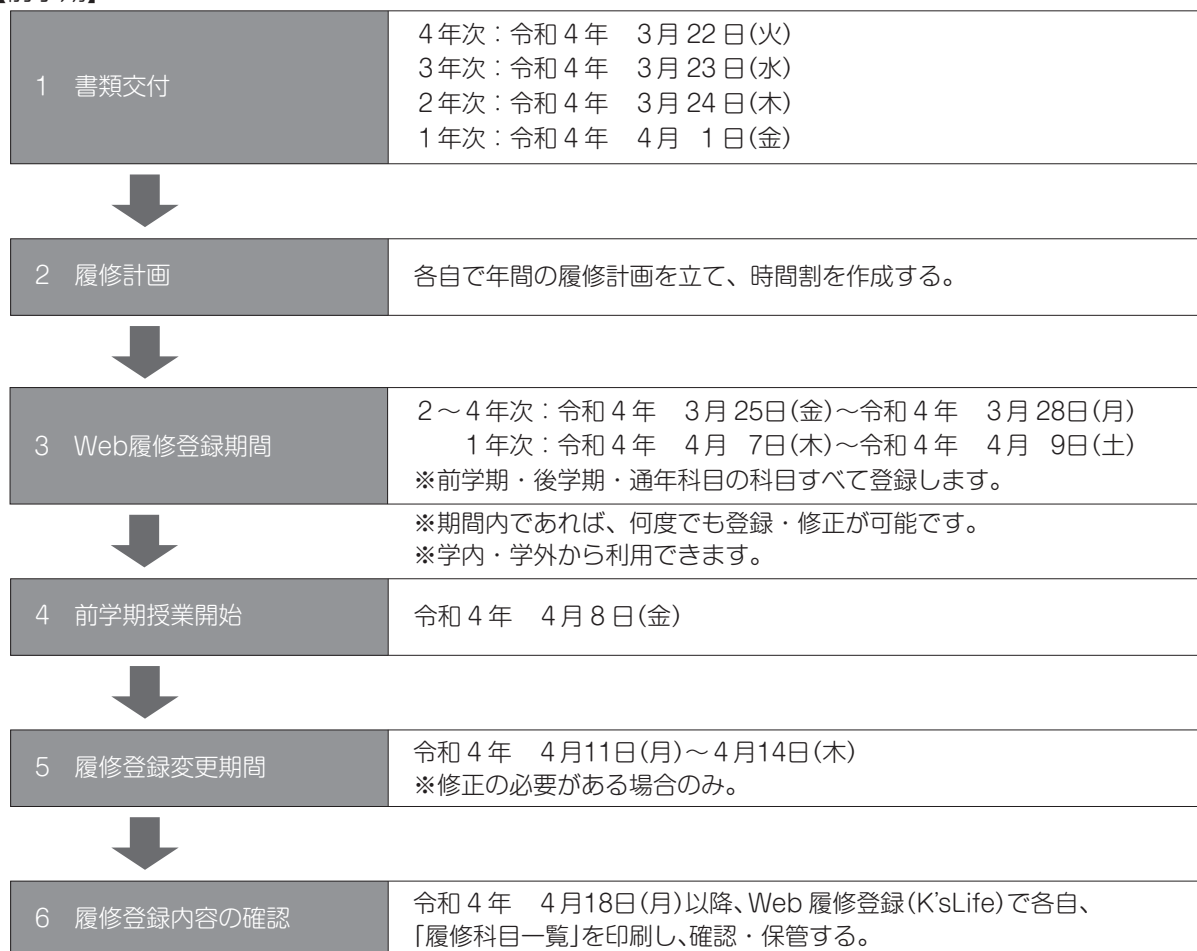 1 書類交付
4年次：令和4年 3月22日(火)
3年次：令和4年 3月23日(水)
2年次：令和4年 3月24日(木)
1年次：令和4年 4月 1日(金)
2 履修計画
各自で年間の履修計画を立て、時間割を作成する。
3 Web履修登録期間
2～4年次：令和4年 3月25日(金)～令和4年 3月28日(月)
1年次：令和4年 4月 7日(木)～令和4年 4月 9日(土)
※前学期・後学期・通年科目の科目すべて登録します。
※期間内であれば、何度でも登録・修正が可能です。
※学内・学外から利用できます。
4 前学期授業開始
令和4年 4月8日(金)
5 履修登録変更期間
令和4年 4月11日(月)～4月14日(木)
※修正の必要がある場合のみ。
6 履修登録内容の確認
令和4年 4月18日(月)以降、Web 履修登録(K'sLife)で各自、
「履修科目一覧」を印刷し、確認・保管する。